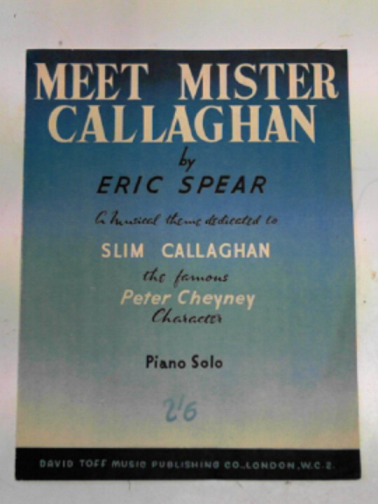 MEET MISTER
CALLAGHAN
by
ERIC SPEAR
A musical theme dedicated to
SLIM CALLAGHAN
the famous
Peter Cheyney
Character
Piano Solo
2/6
DAVID TOFF MUSIC PUBLISHING CO., LONDON, W.C.2.